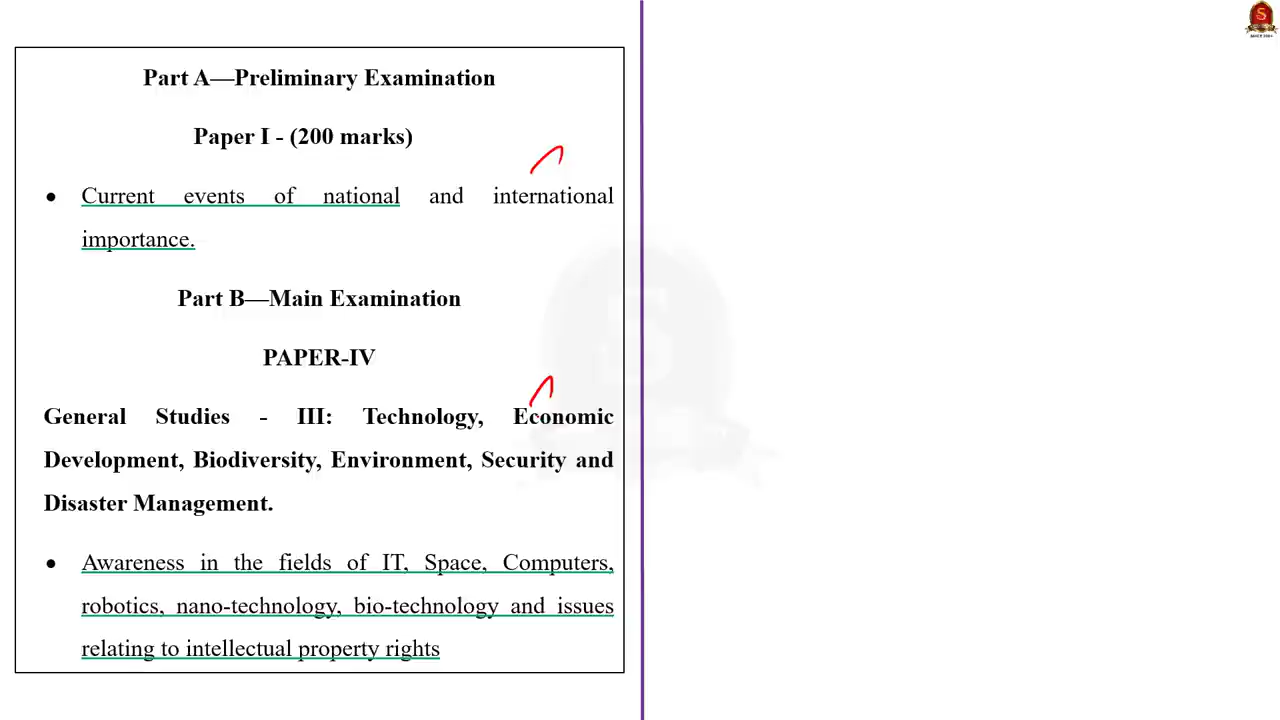 Part A—Preliminary Examination
Paper I - (200 marks)
● Current events of national and international
importance.
Part B—Main Examination
PAPER-IV
General Studies - III: Technology, Economic
Development, Biodiversity, Environment, Security and
Disaster Management.
● Awareness in the fields of IT, Space, Computers,
robotics, nano-technology, bio-technology and issues
relating to intellectual property rights
S